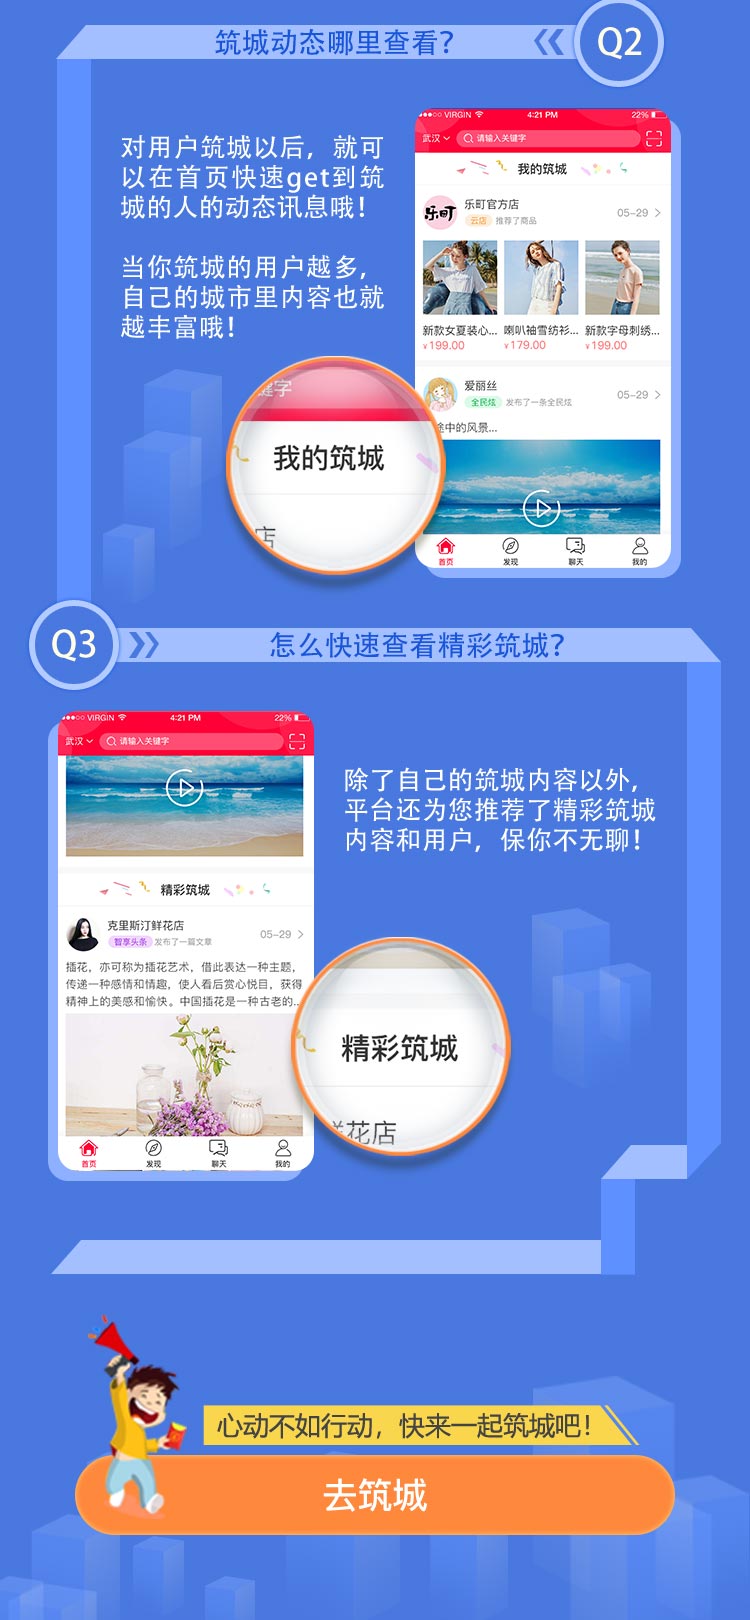 筑城动态哪里查看？
Q2
对用户筑城以后，就可
以在首页快速get到筑
城的人的动态讯息哦！
当你筑城的用户越多，
自己的城市里内容也就
越丰富哦！
VIRGIN 4:21 PM 22%
武汉 请输入关键字
我的筑城
乐町
乐町官方店
云店 推荐了商品
05-29
新款女夏装心... 喇叭袖雪纺衫... 新款字母刺绣...
¥199.00 ¥179.00 ¥199.00
爱丽丝
全民炫 发布了一条全民炫
05-29
途中的风景...
首页 发现 聊天 我的
键字
我的筑城
店
Q3
怎么快速查看精彩筑城？
VIRGIN 4:21 PM 22%
武汉 请输入关键字
精彩筑城
克里斯汀鲜花店
智享头条 发布了一篇文章
05-29
插花，亦可称为插花艺术，借此表达一种主题，
传递一种感情和情趣，使人看后赏心悦目，获得
精神上的美感和愉快。中国插花是一种古老的...
首页 发现 聊天 我的
除了自己的筑城内容以外，
平台还为您推荐了精彩筑城
内容和用户，保你不无聊！
精彩筑城
鲜花店
心动不如行动，快来一起筑城吧！
去筑城